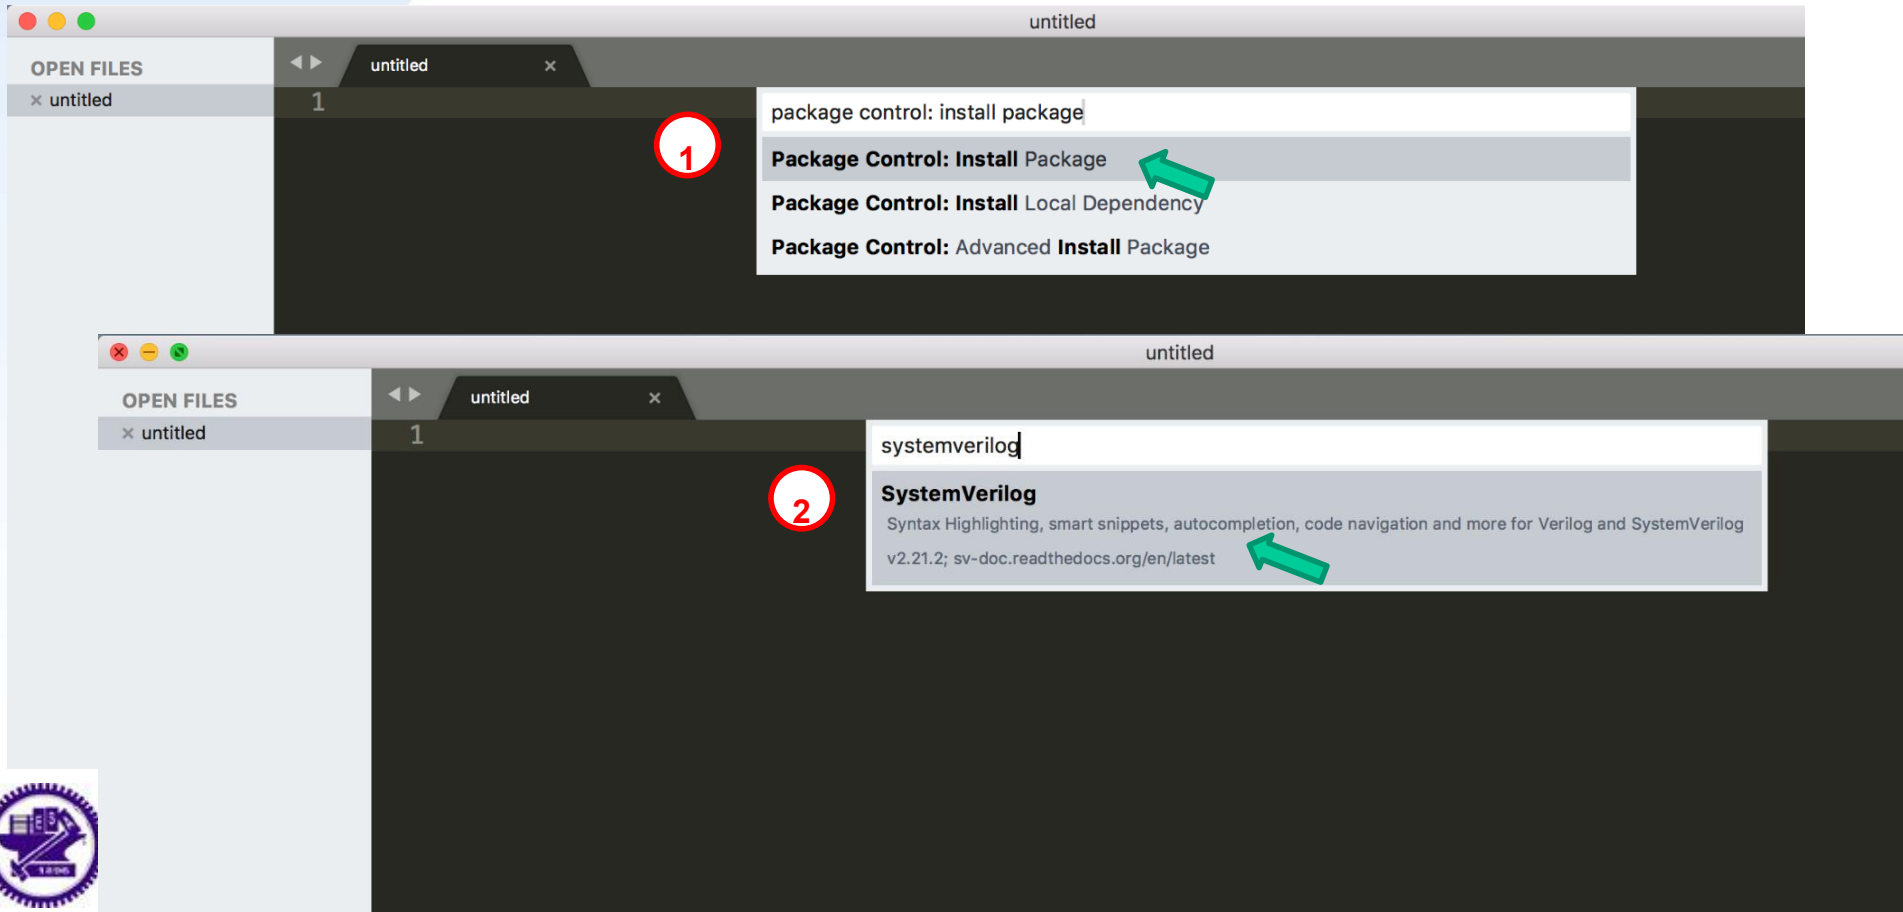 untitled
OPEN FILES
untitled
untitled
1
package control: install package
1
Package Control: Install Package
Package Control: Install Local Dependency
Package Control: Advanced Install Package
untitled
OPEN FILES
untitled
untitled
1
systemverilog
2
SystemVerilog
Syntax Highlighting, smart snippets, autocompletion, code navigation and more for Verilog and SystemVerilog
v2.21.2; sv-doc.readthedocs.org/en/latest
1896